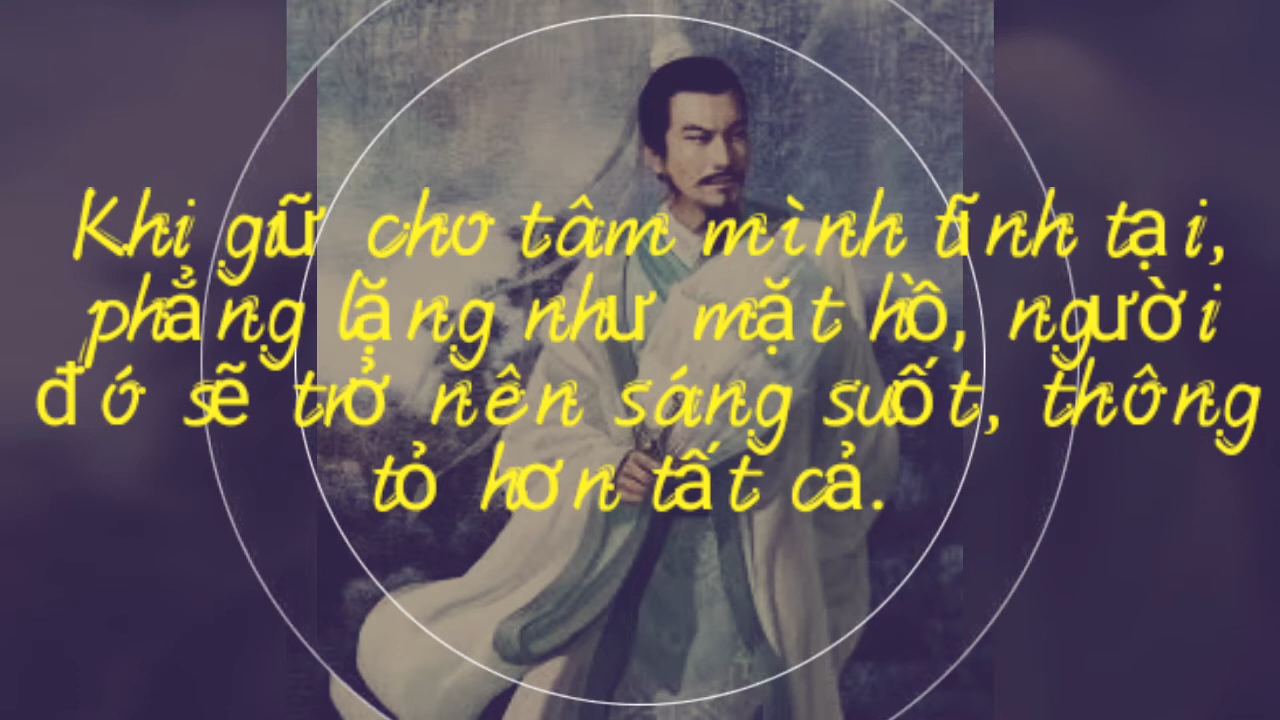 Khi giữ cho tâm mình tĩnh tại,
phẳng lặng như mặt hồ, người
đó sẽ trở nên sáng suốt, thông
tỏ hơn tất cả.